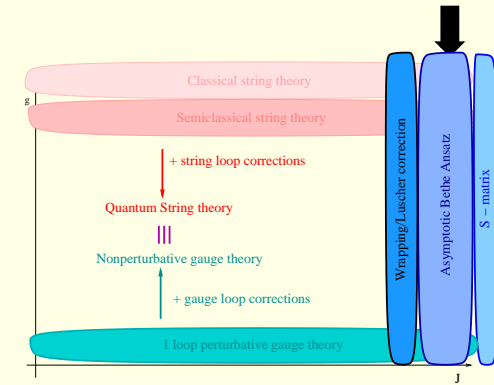 Classical string theory
Semiclassical string theory
+ string loop corrections
Quantum String theory
Nonperturbative gauge theory
+ gauge loop corrections
1 loop perturbative gauge theory
J
Wrapping/Luscher correction
Asymptotic Bethe Ansatz
S − matrix